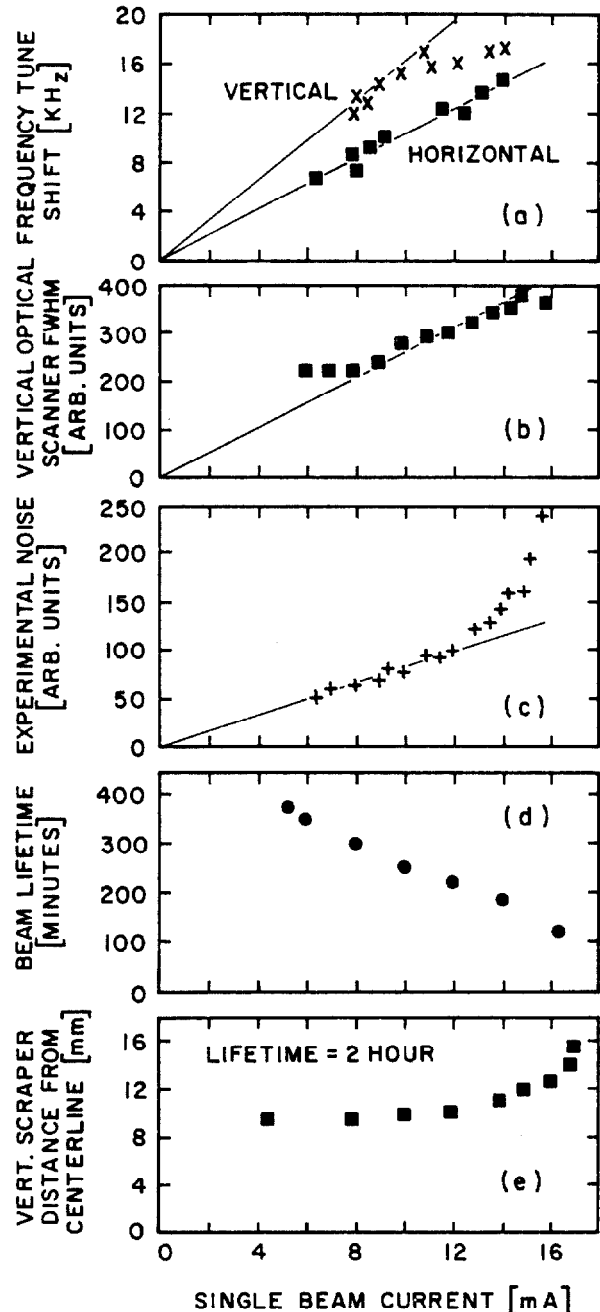 FREQUENCY TUNE
SHIFT [KHz]
20
16
12
8
4
0
VERTICAL
HORIZONTAL
(a)
VERTICAL OPTICAL
SCANNER FWHM
[ARB. UNITS]
400
300
200
100
0
(b)
EXPERIMENTAL NOISE
[ARB. UNITS]
250
200
150
100
50
0
(c)
BEAM LIFETIME
[MINUTES]
400
300
200
100
0
(d)
VERT. SCRAPER
DISTANCE FROM
CENTERLINE [mm]
16
12
8
4
0
LIFETIME = 2 HOUR
(e)
0 4 8 12 16
SINGLE BEAM CURRENT [mA]